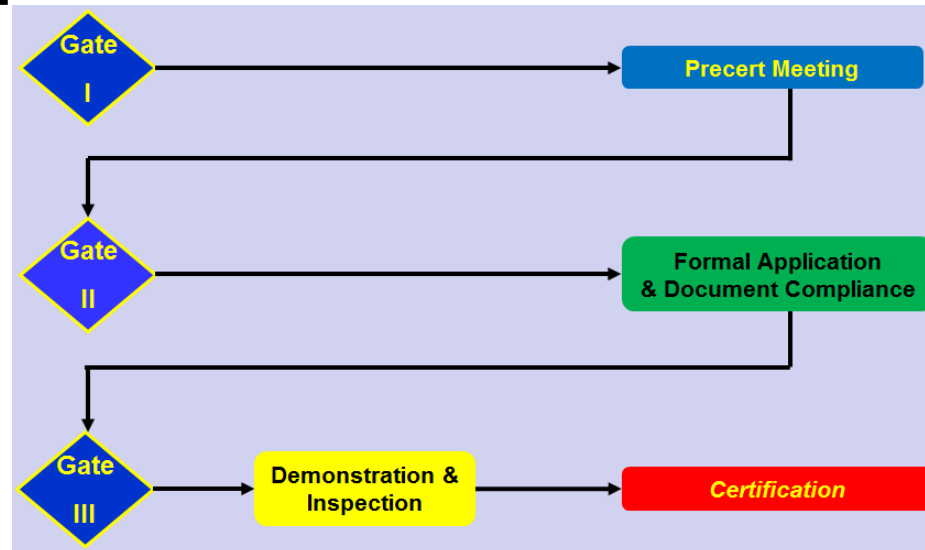 Gate
I
Precert Meeting
Gate
II
Formal Application
& Document Compliance
Gate
III
Demonstration &
Inspection
Certification